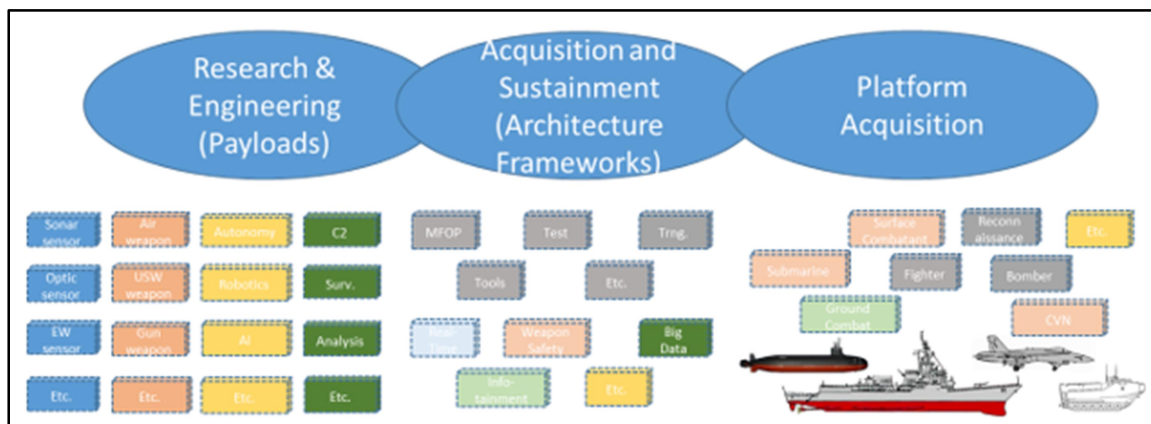 Research &
Engineering
(Payloads)
Acquisition and
Sustainment
(Architecture
Frameworks)
Platform
Acquisition
Sonar
sensor
Air
weapon
Autonomy
C2
Optic
sensor
USW
weapon
Robotics
Surv.
EW
sensor
Gun
weapon
AI
Analysis
Etc.
Etc.
Etc.
Etc.
MFOP
Test
Trng.
Tools
Etc.
Real
Time
Weapon
Safety
Big
Data
Info-
tainment
Etc.
Surface
Combatant
Reconn
aissance
Etc.
Submarine
Fighter
Bomber
Ground
Combat
CVN